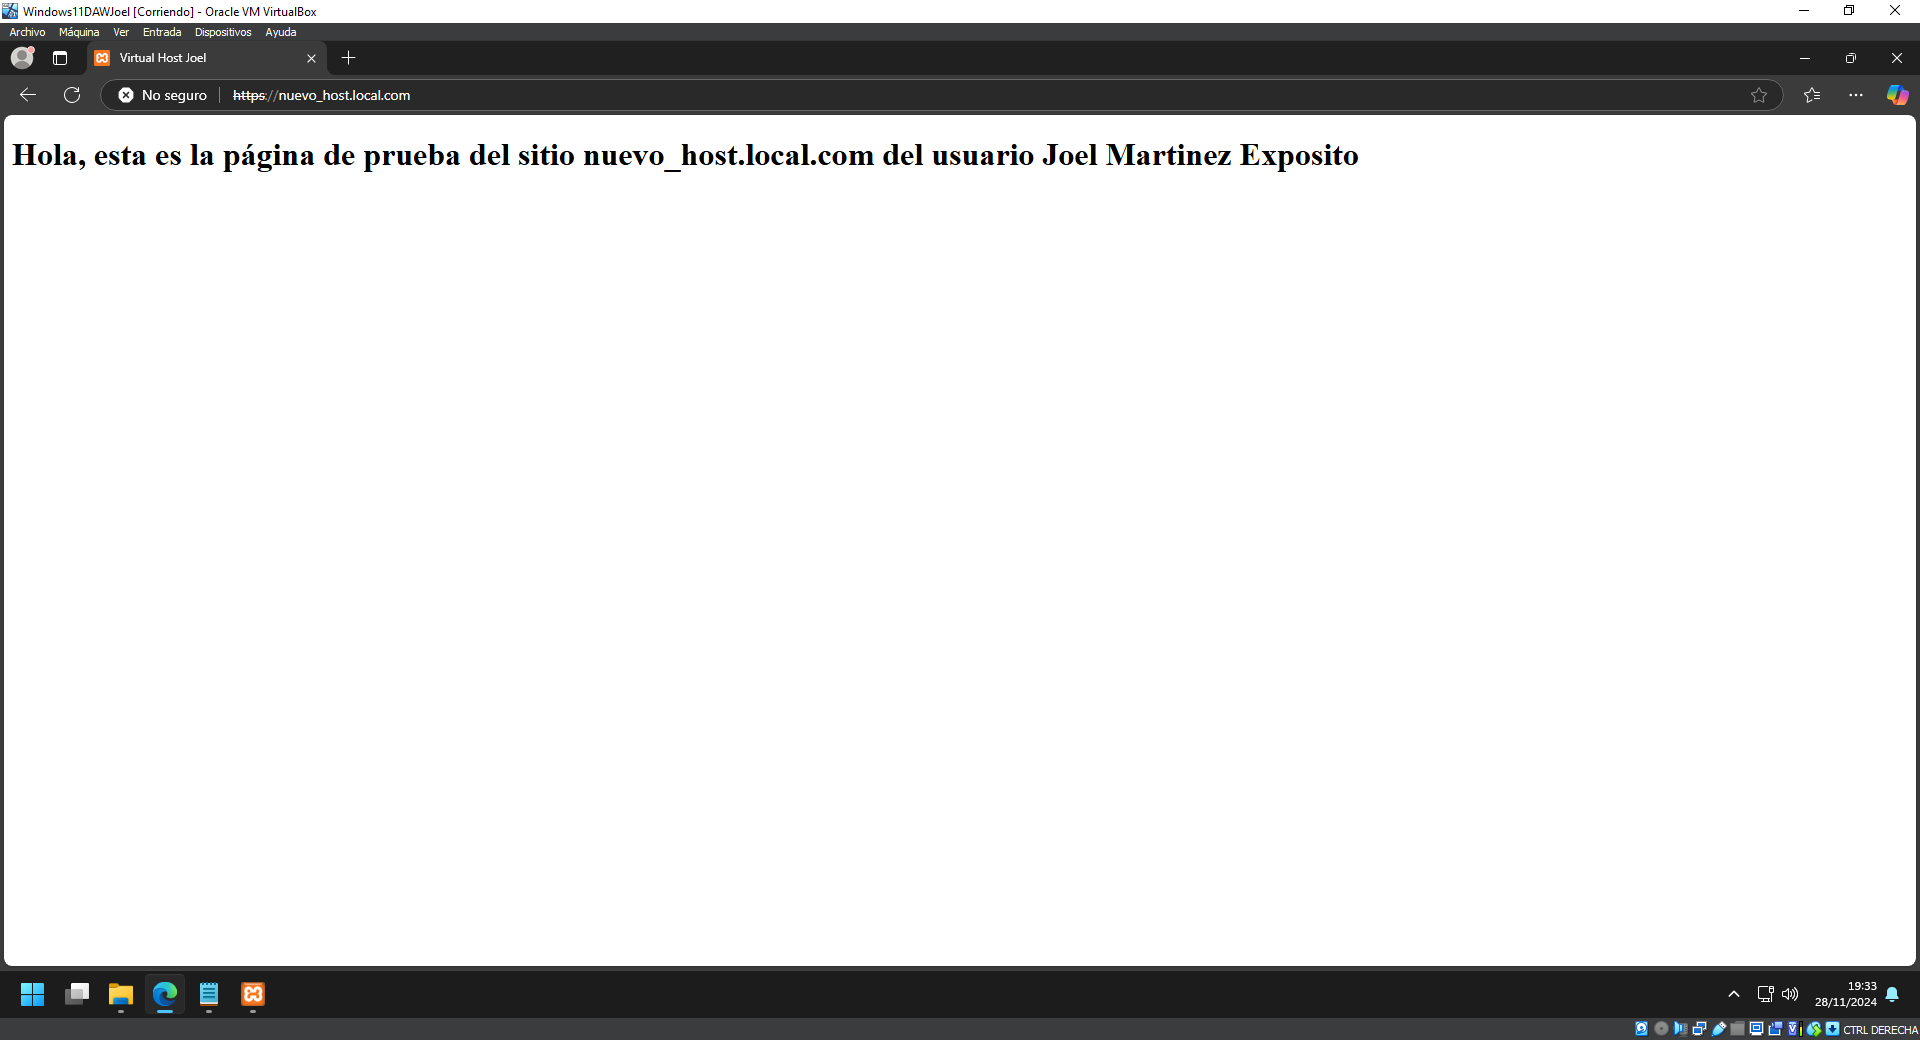 Windows11DAWJoel [Corriendo] - Oracle VM VirtualBox
Archivo Máquina Ver Entrada Dispositivos Ayuda
Virtual Host Joel
No seguro https://nuevo_host.local.com
Hola, esta es la página de prueba del sitio nuevo_host.local.com del usuario Joel Martinez Exposito
19:33
28/11/2024
CTRL DERECHA